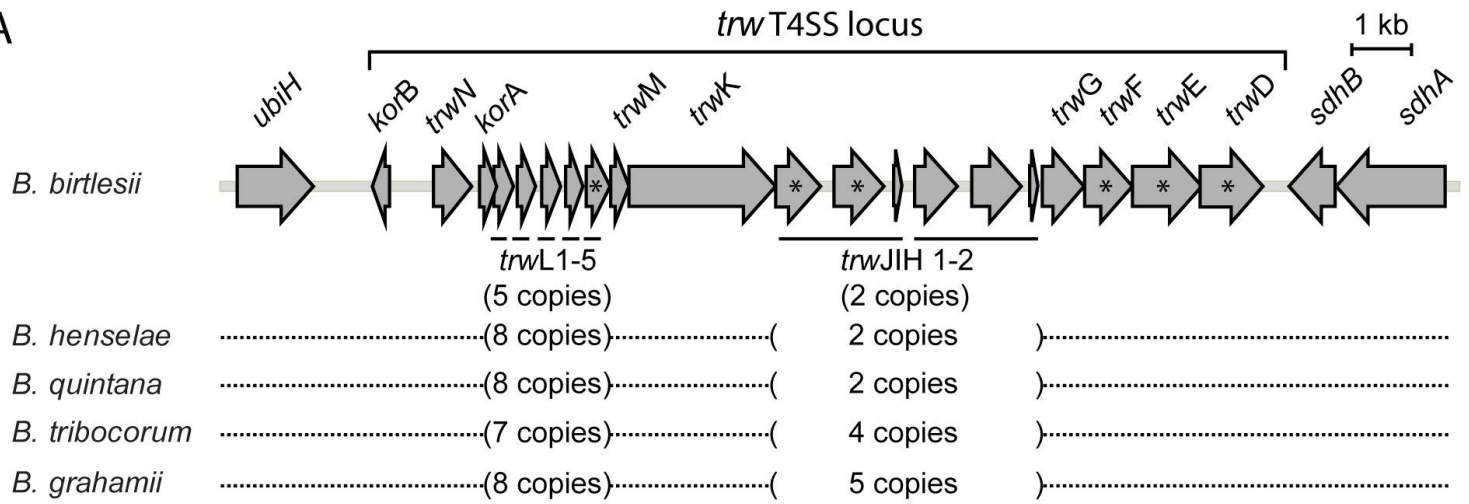 A
trw T4SS locus
1 kb
ubiH korB trwN korA trwM trwK trwG trwF trwE trwD sdhB sdhA
B. birtlesii
* * * * * *
trwL1-5 trwJIH 1-2
(5 copies) (2 copies)
B. henselae (8 copies) ( 2 copies )
B. quintana (8 copies) ( 2 copies )
B. tribocorum (7 copies) ( 4 copies )
B. grahamii (8 copies) ( 5 copies )